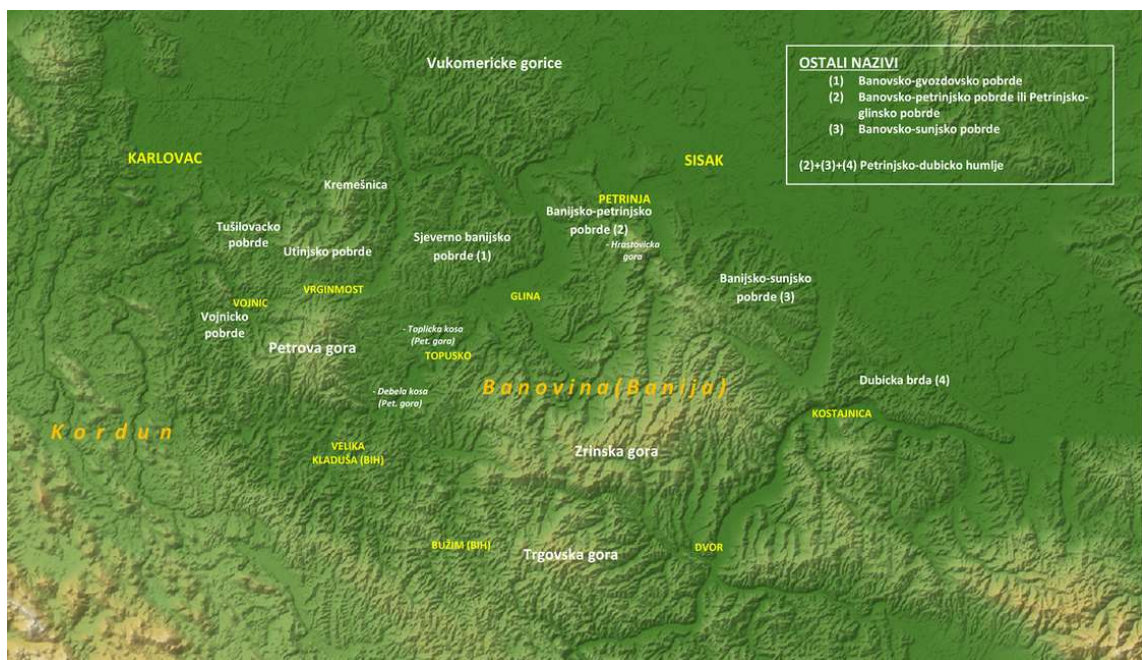 Vukomericke gorice
OSTALI NAZIVI
(1) Banovsko-gvozdovsko pobrde
(2) Banovsko-petrinjsko pobrde ili Petrinjsko-
glinsko pobrde
(3) Banovsko-sunjsko pobrde
(2)+(3)+(4) Petrinjsko-dubicko humlje
KARLOVAC
SISAK
Kremešnica
PETRINJA
Banijsko-petrinjsko
pobrde (2)
- Hrastovicka
gora
Tušilovacko
pobrde
Utinjsko pobrde
Sjeverno banijsko
pobrde (1)
Banijsko-sunjsko
pobrde (3)
VRGINMOST
GLINA
VOJNIC
Vojnicko
pobrde
- Toplicka kosa
(Pet. gora)
Petrova gora
TOPUSKO
Banovina(Banija)
Dubicka brda (4)
- Debela kosa
(Pet. gora)
KOSTAJNICA
Kordun
VELIKA
KLADUŠA (BIH)
Zrinska gora
BUŽIM (BIH)
Trgovska gora
DVOR